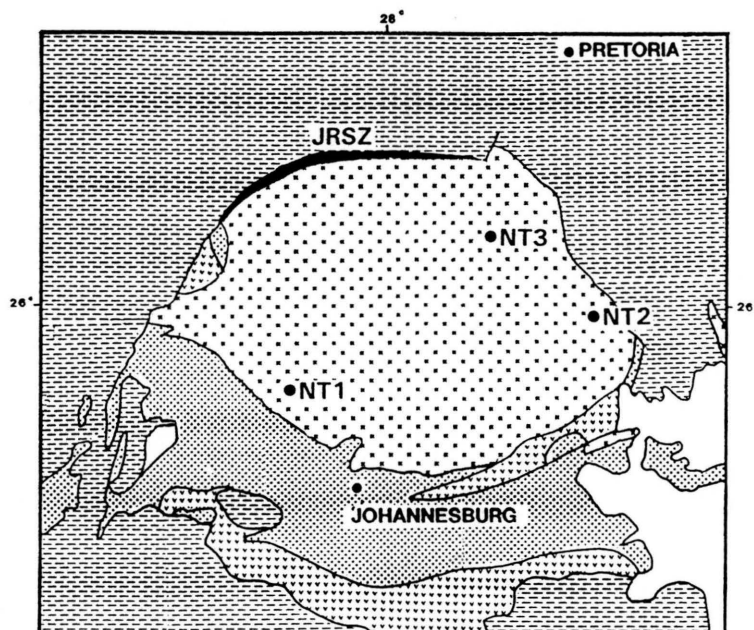 28°
PRETORIA
JRSZ
NT3
26°
NT2
26
NT1
JOHANNESBURG